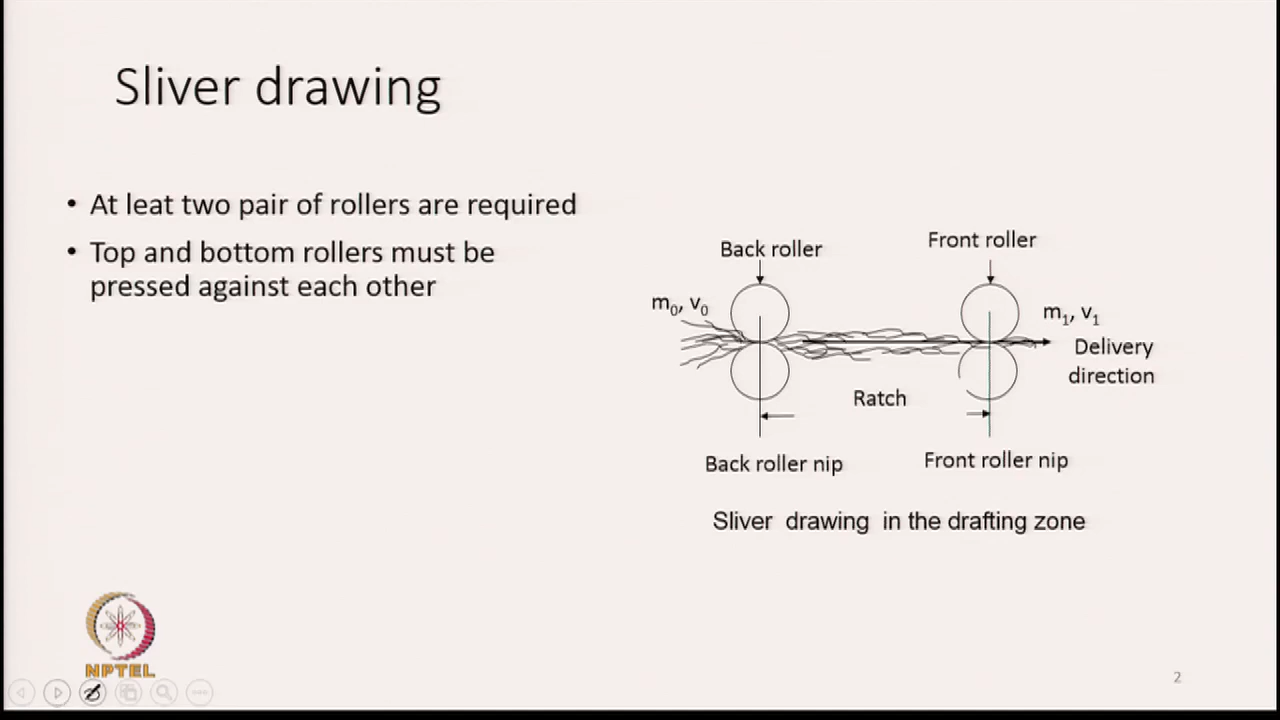 Sliver drawing
• At leat two pair of rollers are required
• Top and bottom rollers must be
pressed against each other
Back roller
Front roller
m₀, v₀
m₁, v₁
Delivery
direction
Ratch
Back roller nip
Front roller nip
Sliver drawing in the drafting zone
NPTEL
2